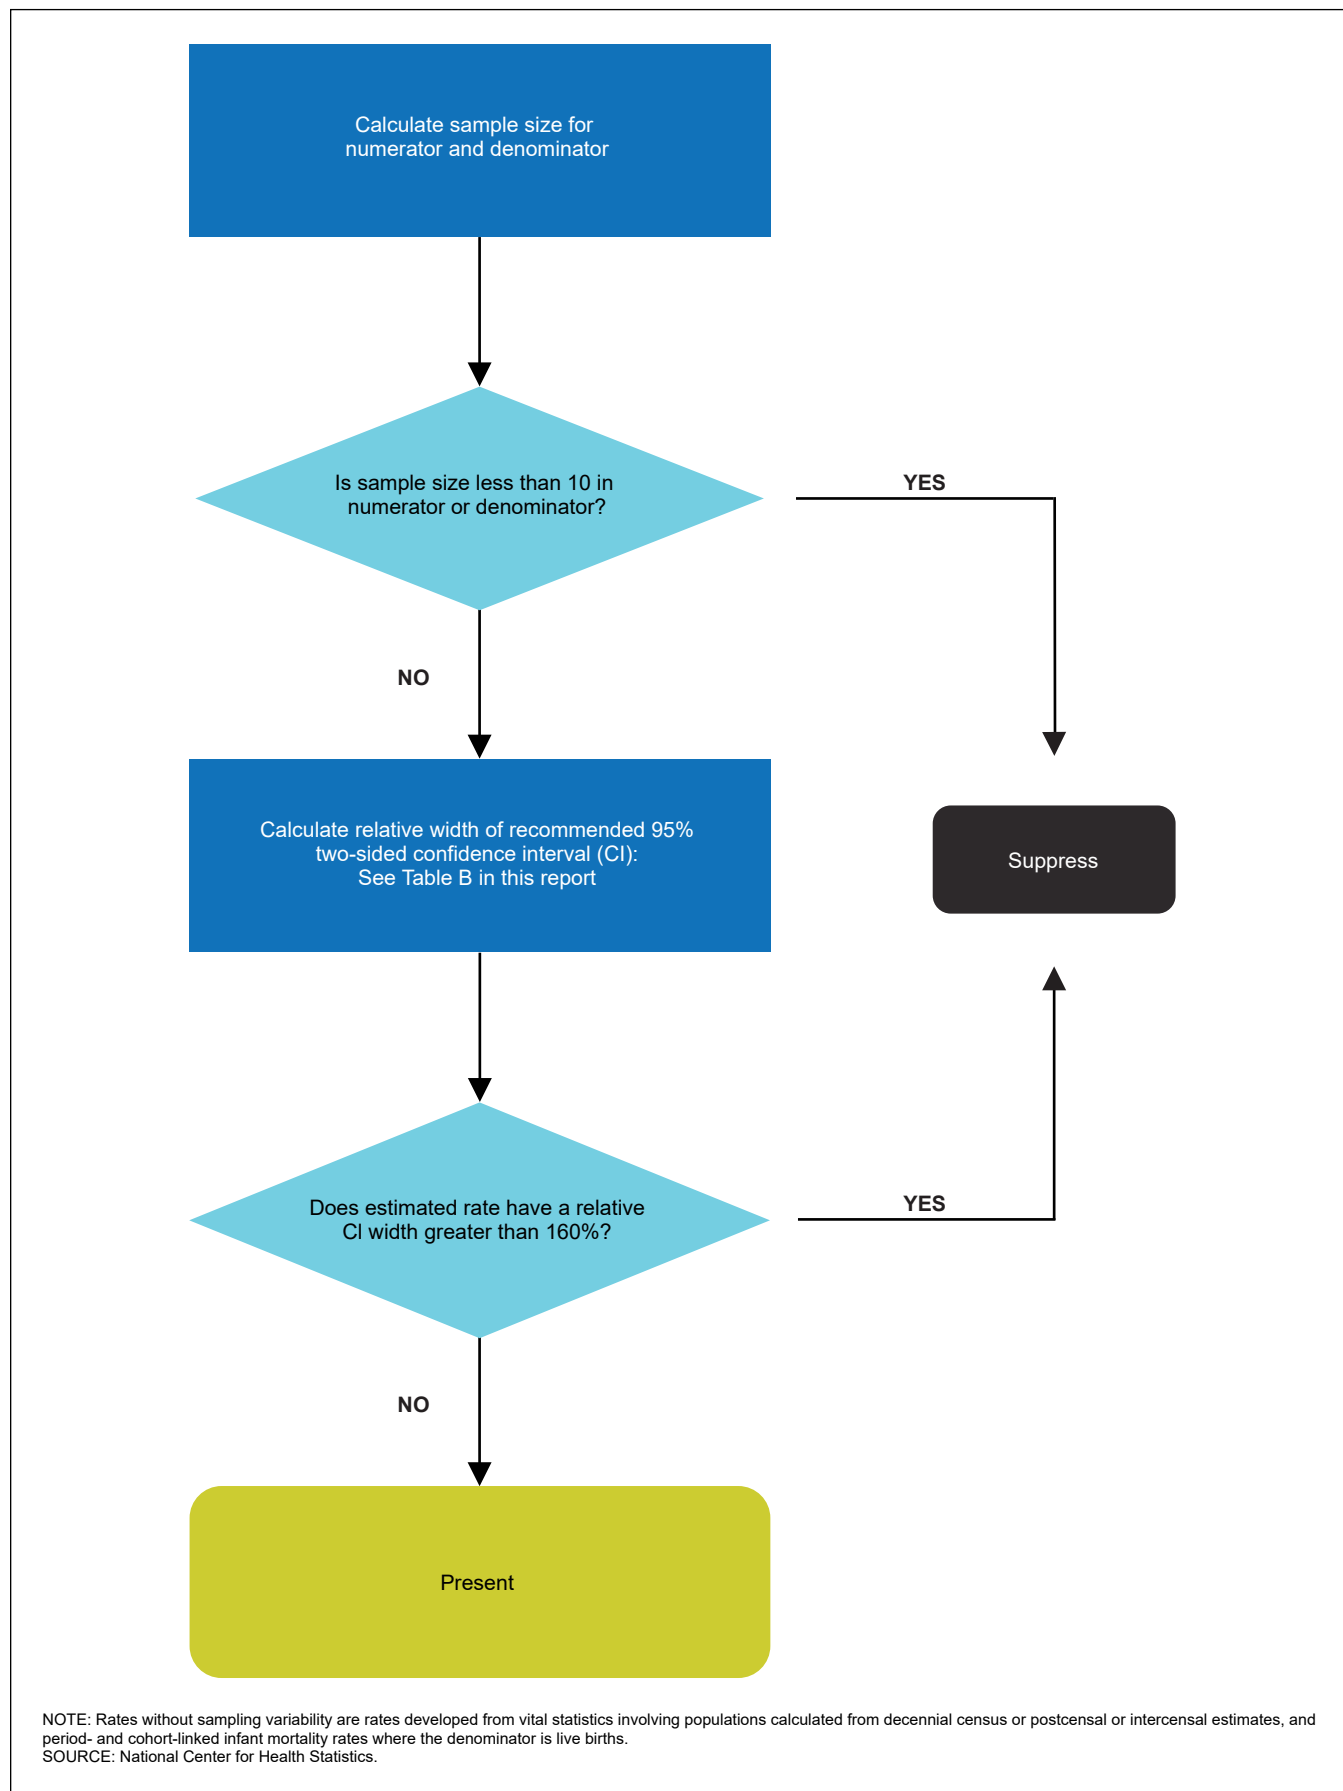 Calculate sample size for
numerator and denominator
Is sample size less than 10 in
numerator or denominator?
YES
NO
Calculate relative width of recommended 95%
two-sided confidence interval (CI):
See Table B in this report
Suppress
Does estimated rate have a relative
CI width greater than 160%?
YES
NO
Present
NOTE: Rates without sampling variability are rates developed from vital statistics involving populations calculated from decennial census or postcensal or intercensal estimates, and
period- and cohort-linked infant mortality rates where the denominator is live births.
SOURCE: National Center for Health Statistics.